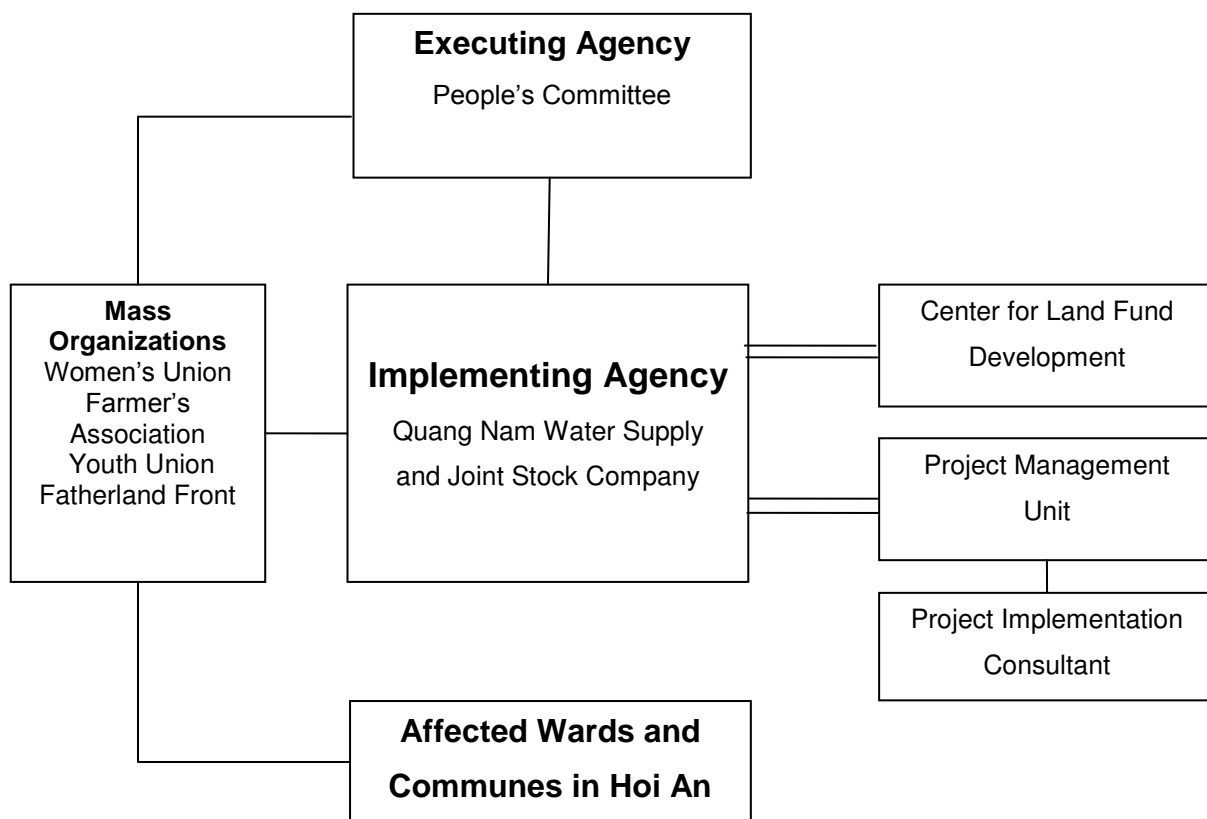 Executing Agency
People’s Committee
Mass
Organizations
Women’s Union
Farmer’s
Association
Youth Union
Fatherland Front
Implementing Agency
Quang Nam Water Supply
and Joint Stock Company
Center for Land Fund
Development
Project Management
Unit
Project Implementation
Consultant
Affected Wards and
Communes in Hoi An